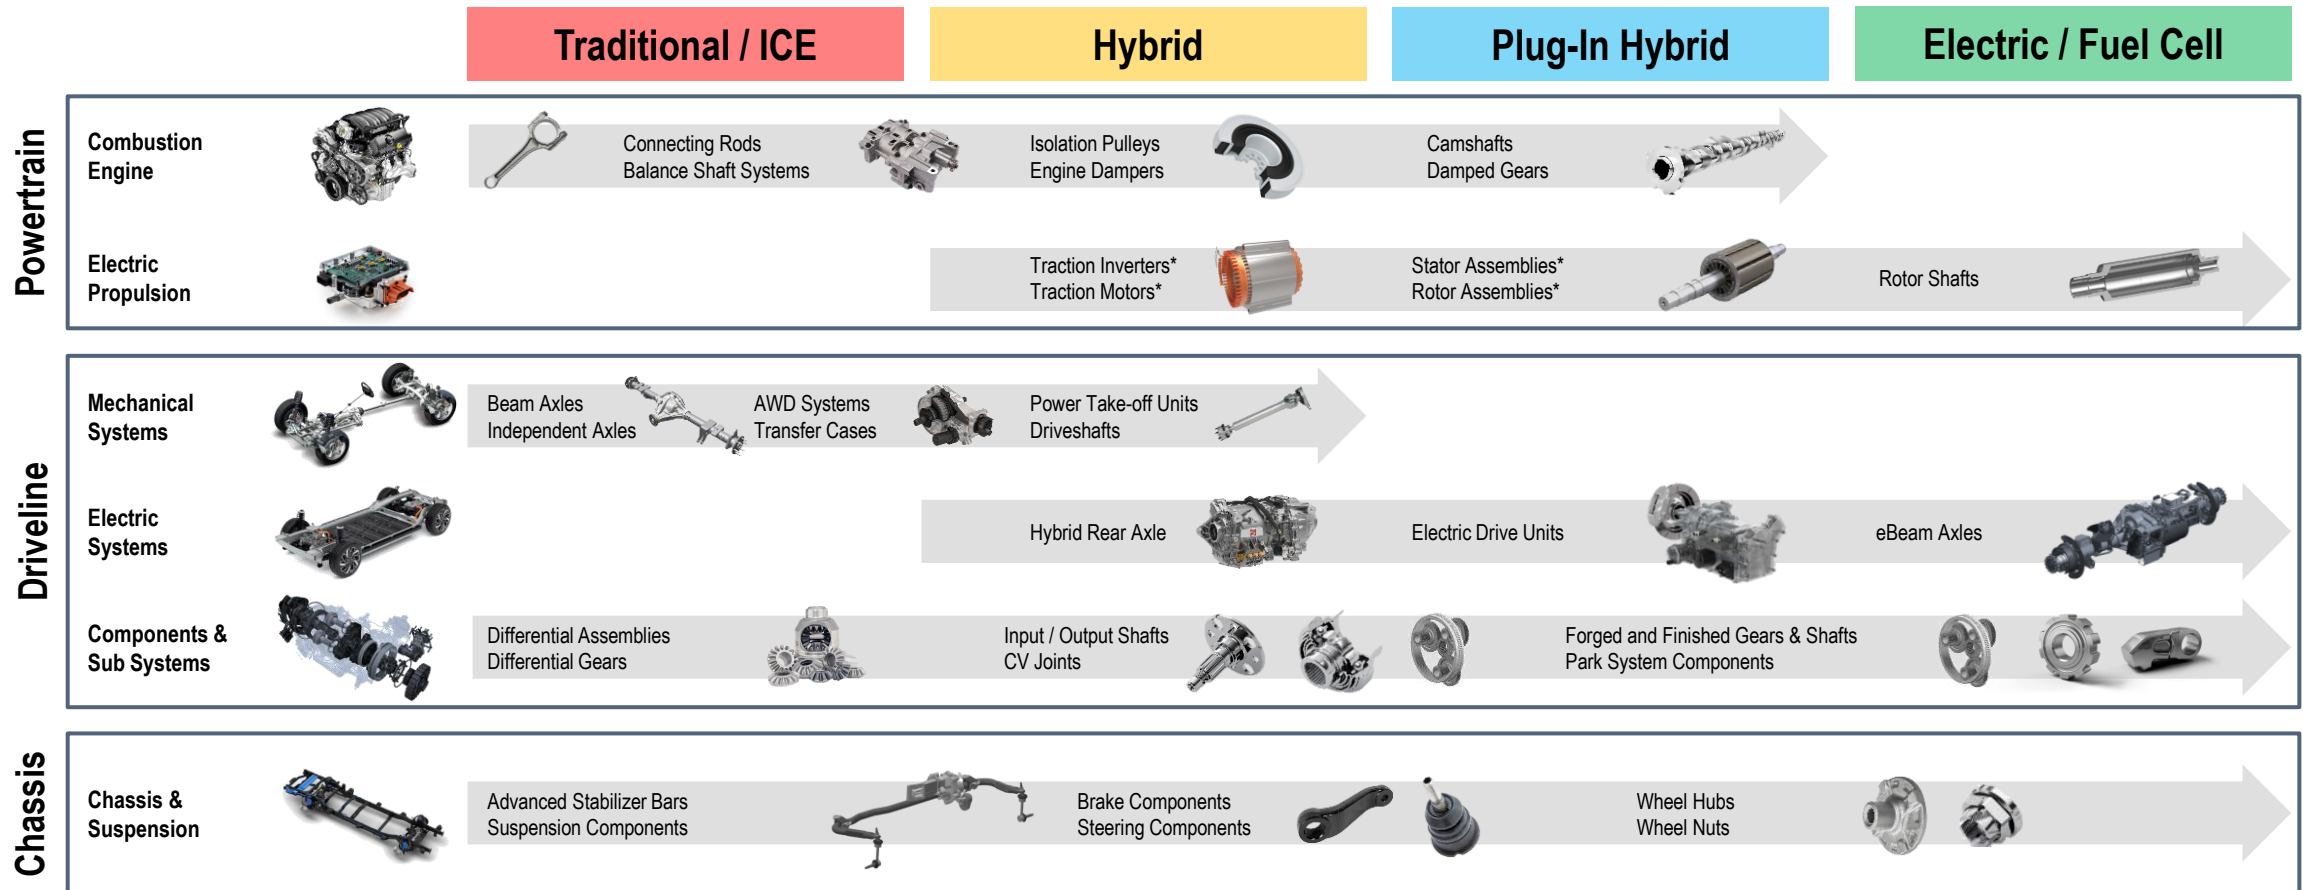 Traditional / ICE
Hybrid
Plug-In Hybrid
Electric / Fuel Cell
Powertrain
Combustion
Engine
Connecting Rods
Balance Shaft Systems
Isolation Pulleys
Engine Dampers
Camshafts
Damped Gears
Electric
Propulsion
Traction Inverters*
Traction Motors*
Stator Assemblies*
Rotor Assemblies*
Rotor Shafts
Driveline
Mechanical
Systems
Beam Axles
Independent Axles
AWD Systems
Transfer Cases
Power Take-off Units
Driveshafts
Electric
Systems
Hybrid Rear Axle
Electric Drive Units
eBeam Axles
Components &
Sub Systems
Differential Assemblies
Differential Gears
Input / Output Shafts
CV Joints
Forged and Finished Gears & Shafts
Park System Components
Chassis
Chassis &
Suspension
Advanced Stabilizer Bars
Suspension Components
Brake Components
Steering Components
Wheel Hubs
Wheel Nuts